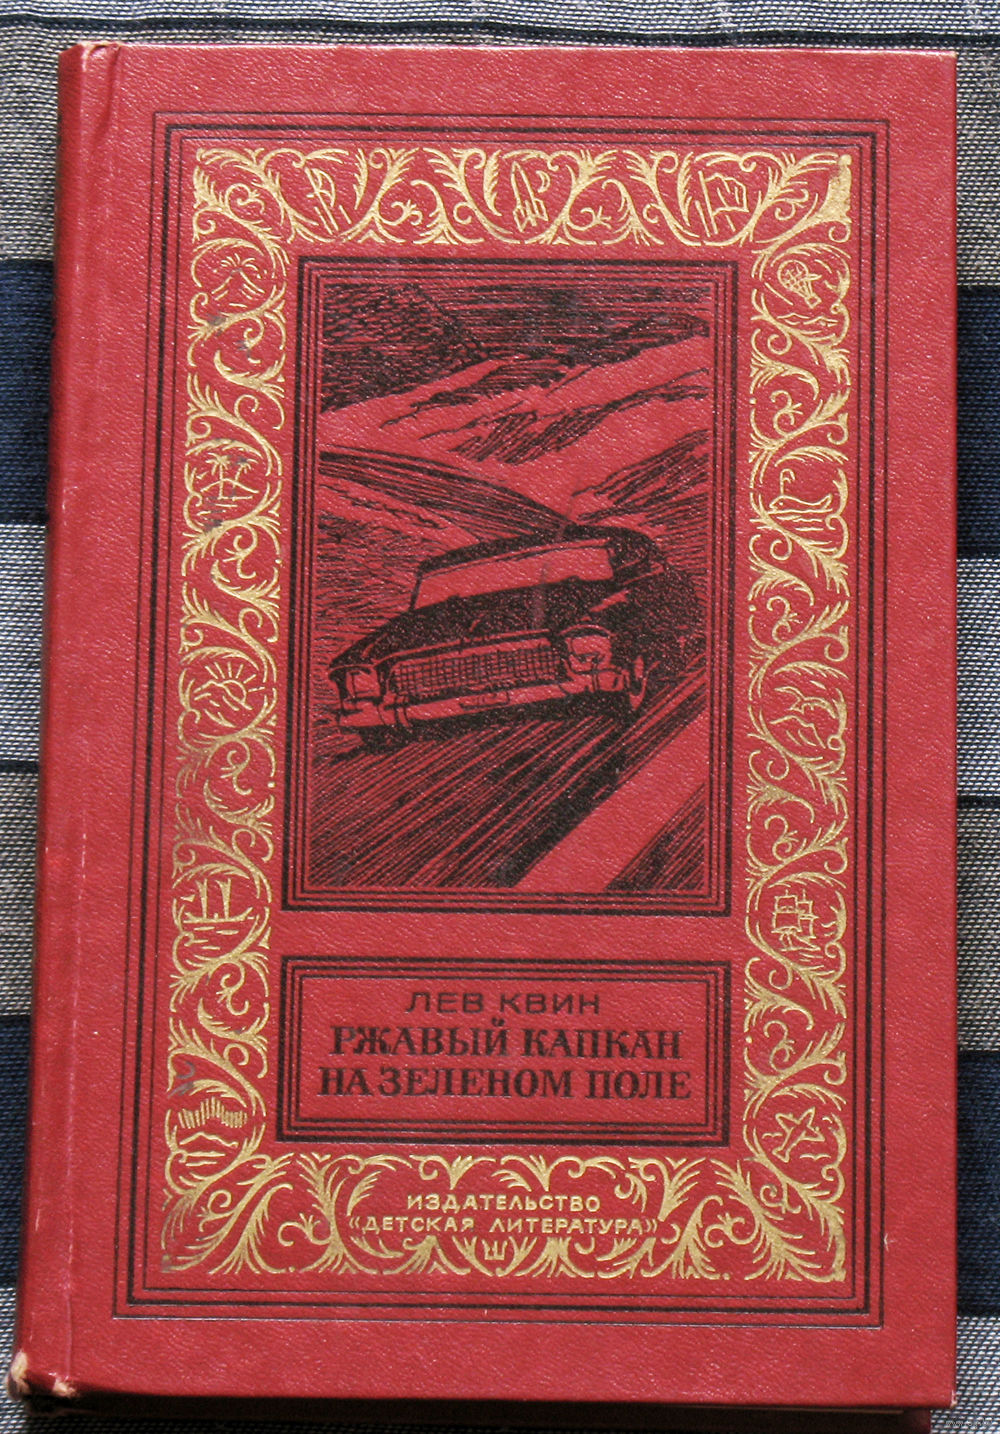 ЛЕВ КВИН
РЖАВЫЙ КАПКАН
НА ЗЕЛЕНОМ ПОЛЕ
ИЗДАТЕЛЬСТВО
«ДЕТСКАЯ ЛИТЕРАТУРА»